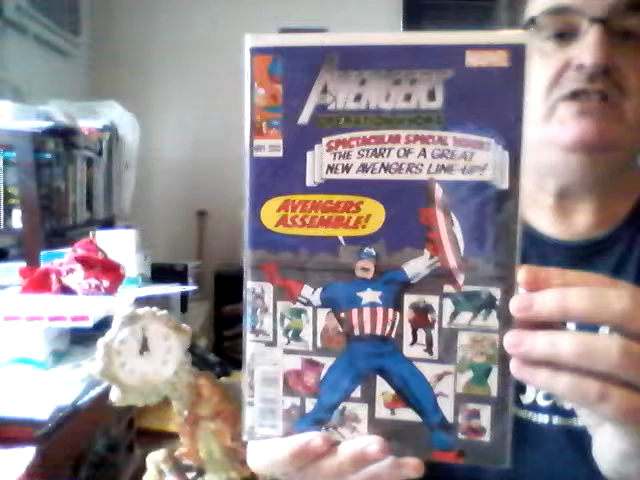 MARVEL
AVENGERS
SPECTACULAR SPECIAL ISSUE!
THE START OF A GREAT
NEW AVENGERS LINE-UP!
AVENGERS
ASSEMBLE!